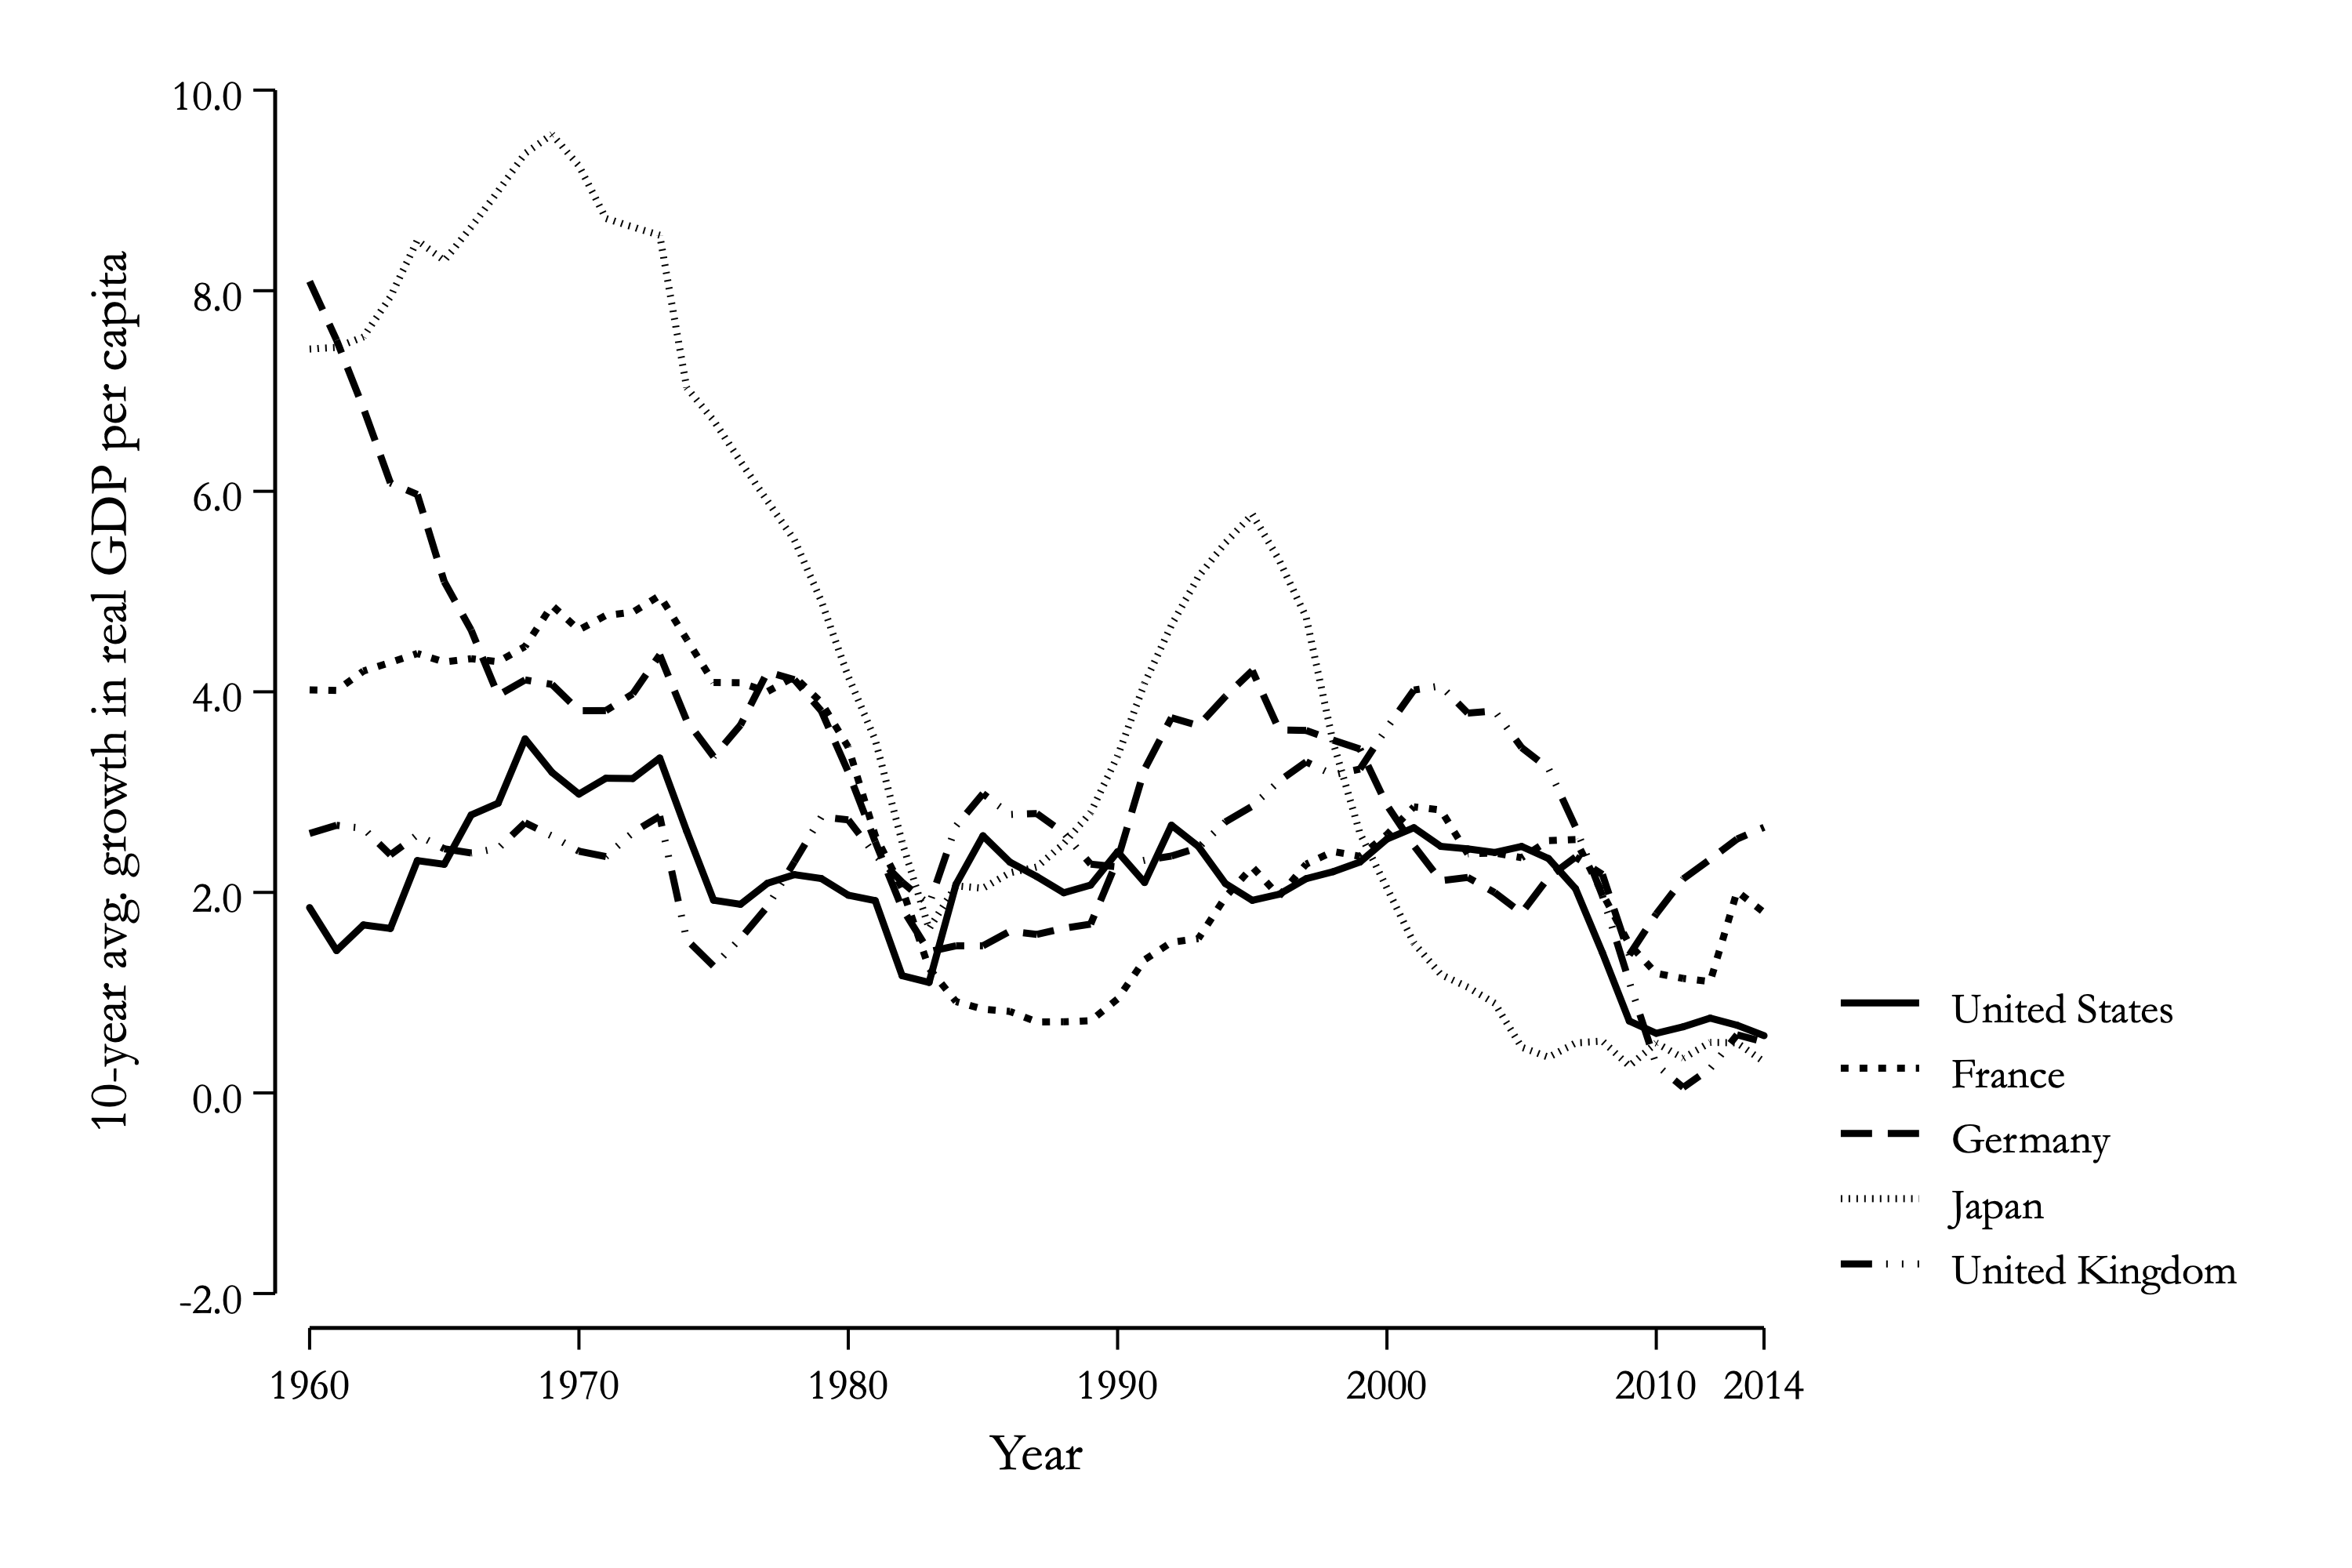 10-year avg. growth in real GDP per capita
10.0
8.0
6.0
4.0
2.0
0.0
-2.0
1960 1970 1980 1990 2000 2010 2014
Year
United States
France
Germany
Japan
United Kingdom